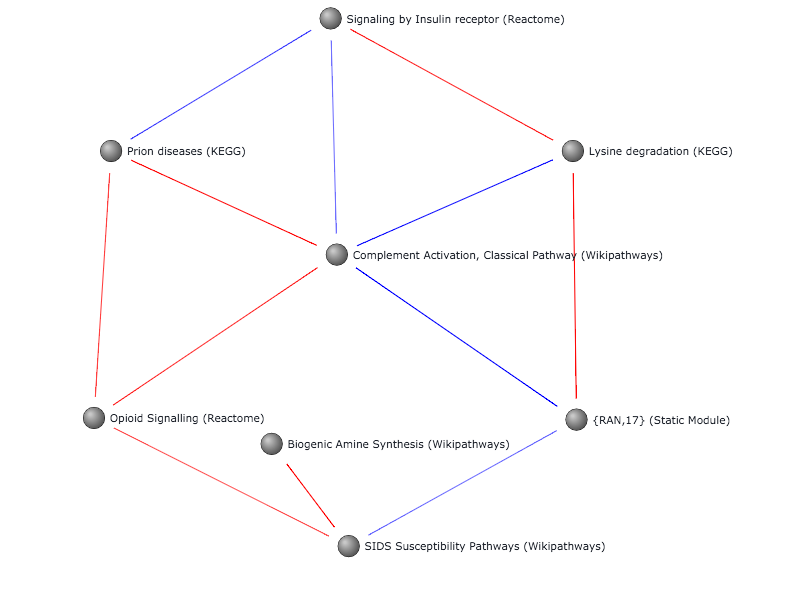 Signaling by Insulin receptor (Reactome)
Prion diseases (KEGG)
Lysine degradation (KEGG)
Complement Activation, Classical Pathway (Wikipathways)
Opioid Signalling (Reactome)
{RAN,17} (Static Module)
Biogenic Amine Synthesis (Wikipathways)
SIDS Susceptibility Pathways (Wikipathways)